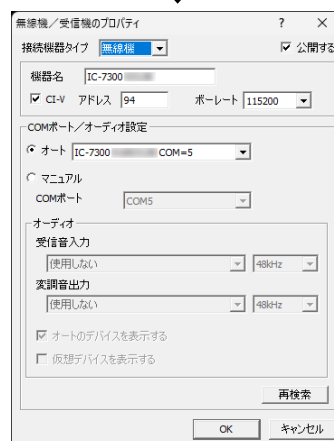 無線機／受信機のプロパティ ? ×
接続機器タイプ 無線機 公開する
機器名 IC-7300
CI-V アドレス 94 ボーレート 115200
COMポート／オーディオ設定
オート IC-7300 COM=5
マニュアル
COMポート COM5
オーディオ
受信音入力
(使用しない) 48kHz
変調音出力
(使用しない) 48kHz
オートのデバイスを表示する
仮想デバイスを表示する
再検索
OK キャンセル